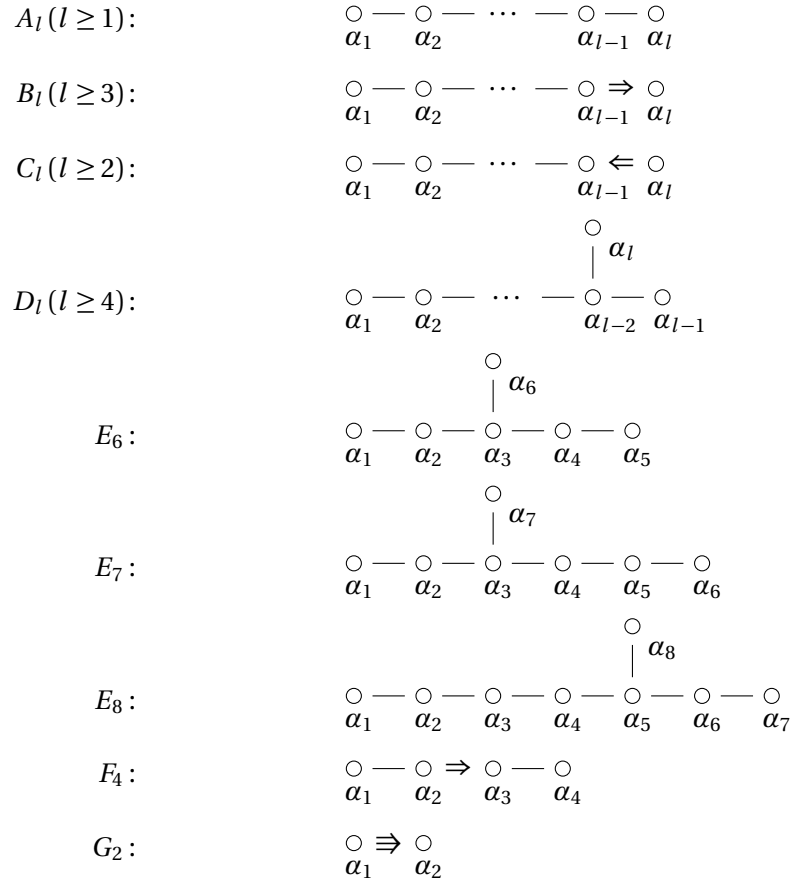 A_l (l ≥ 1): α_1 α_2 ⋯ α_{l−1} α_l
B_l (l ≥ 3): α_1 α_2 ⋯ ⇒ α_{l−1} α_l
C_l (l ≥ 2): α_1 α_2 ⋯ ⇐ α_{l−1} α_l
α_l
D_l (l ≥ 4): α_1 α_2 ⋯ α_{l−2} α_{l−1}
α_6
E_6: α_1 α_2 α_3 α_4 α_5
α_7
E_7: α_1 α_2 α_3 α_4 α_5 α_6
α_8
E_8: α_1 α_2 α_3 α_4 α_5 α_6 α_7
F_4: ⇒ α_1 α_2 α_3 α_4
G_2: ⇛ α_1 α_2